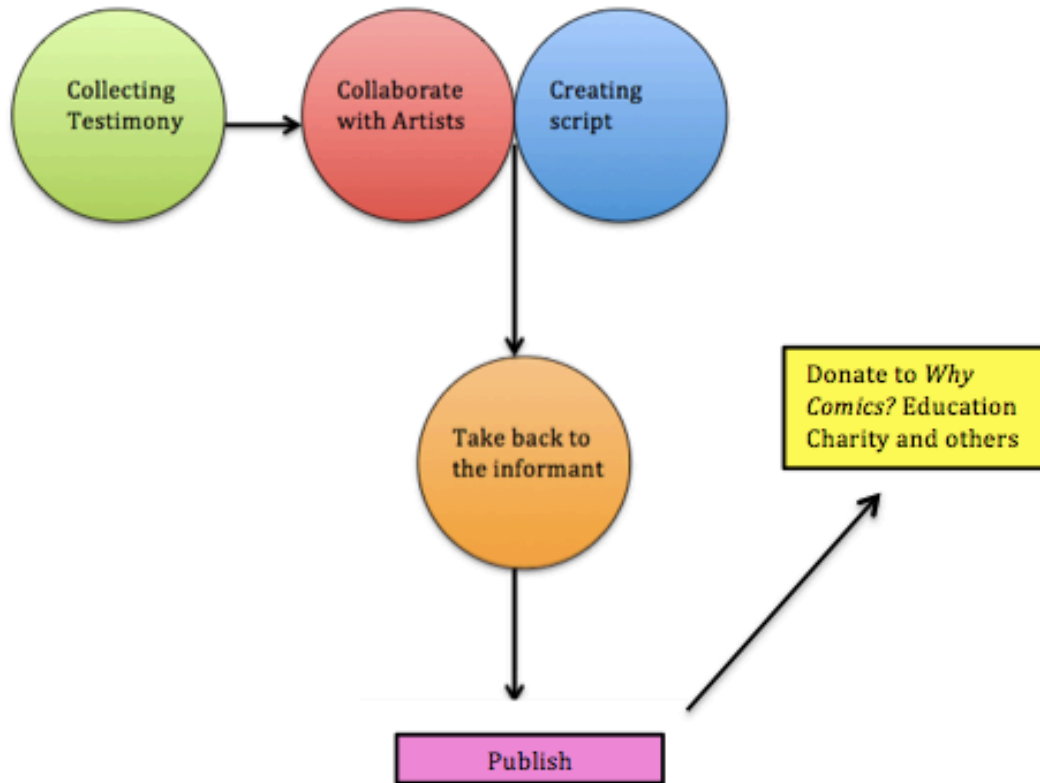 Collecting
Testimony
Collaborate
with Artists
Creating
script
Take back to
the informant
Donate to Why
Comics? Education
Charity and others
Publish